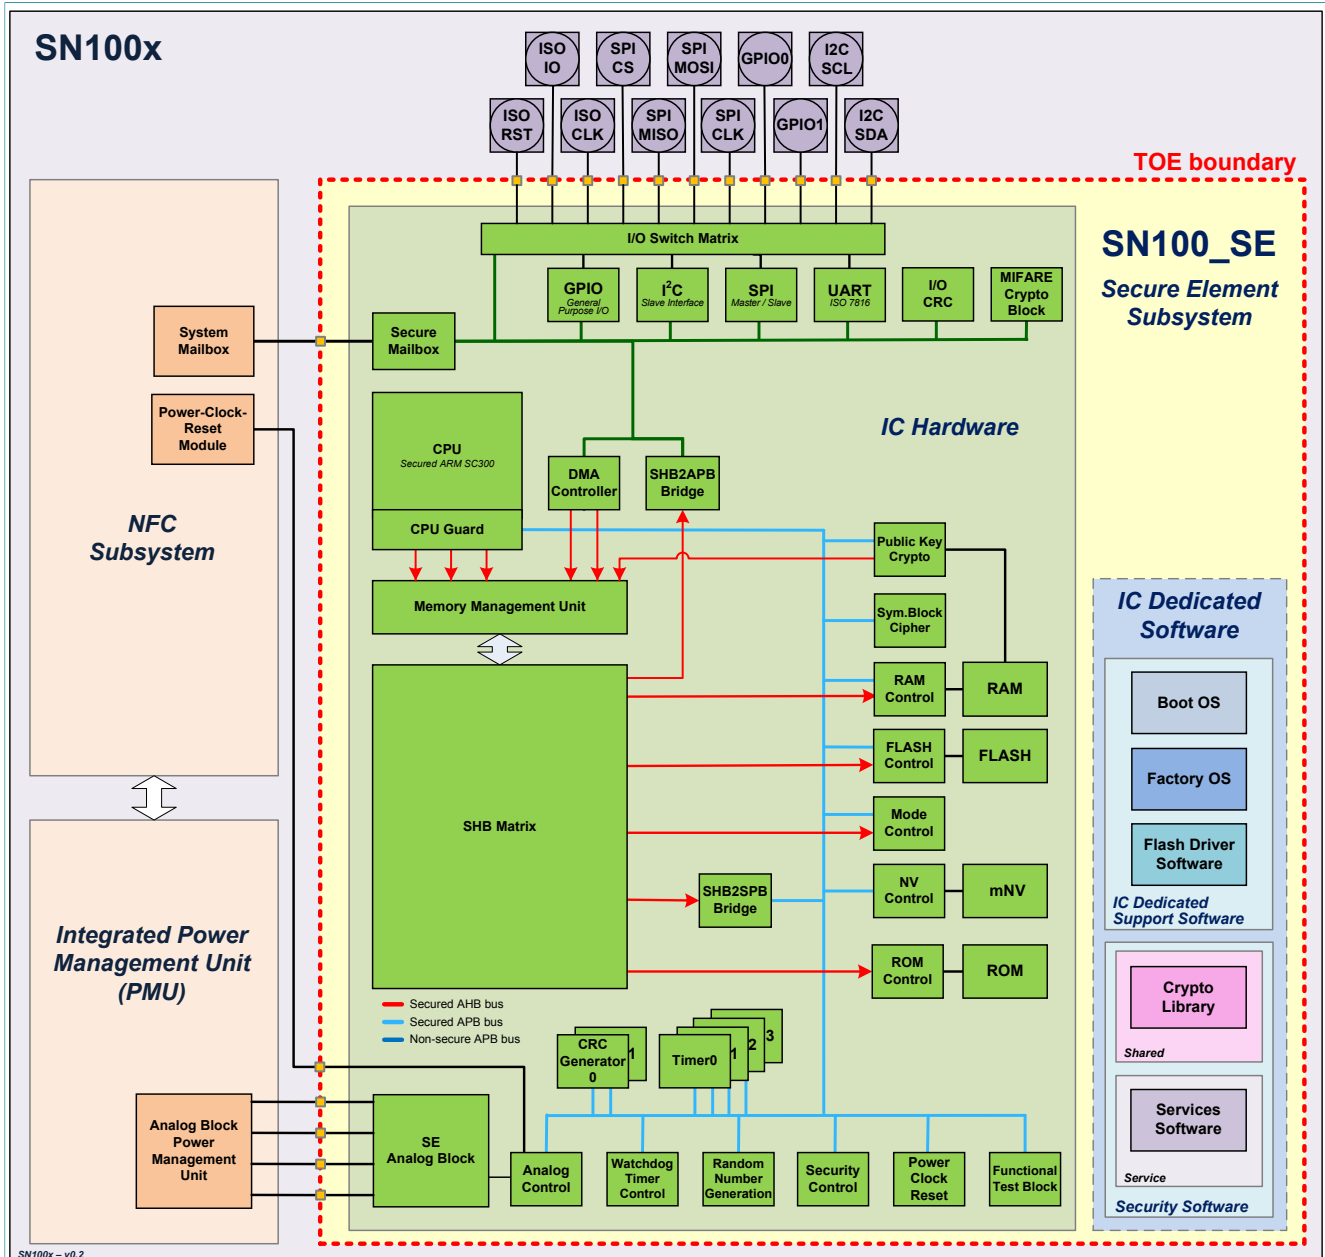 SN100x
ISO
IO
SPI
CS
SPI
MOSI
GPIO0
I2C
SCL
ISO
RST
ISO
CLK
SPI
MISO
SPI
CLK
GPIO1
I2C
SDA
TOE boundary
I/O Switch Matrix
SN100_SE
Secure Element
Subsystem
GPIO
General
Purpose I/O
I²C
Slave Interface
SPI
Master / Slave
UART
ISO 7816
I/O
CRC
MIFARE
Crypto
Block
System
Mailbox
Secure
Mailbox
Power-Clock-
Reset
Module
NFC
Subsystem
IC Hardware
CPU
Secured ARM SC300
CPU Guard
DMA
Controller
SHB2APB
Bridge
Public Key
Crypto
Memory Management Unit
Sym.Block
Cipher
RAM
Control
RAM
FLASH
Control
FLASH
SHB Matrix
Mode
Control
SHB2SPB
Bridge
NV
Control
mNV
ROM
Control
ROM
IC Dedicated
Software
Boot OS
Factory OS
Flash Driver
Software
IC Dedicated
Support Software
Crypto
Library
Shared
Services
Software
Service
Security Software
Integrated Power
Management Unit
(PMU)
Secured AHB bus
Secured APB bus
Non-secure APB bus
CRC
Generator
0
1
Timer0
1
2
3
Analog Block
Power
Management
Unit
SE
Analog Block
Analog
Control
Watchdog
Timer
Control
Random
Number
Generation
Security
Control
Power
Clock
Reset
Functional
Test Block
SN100x – v0.2